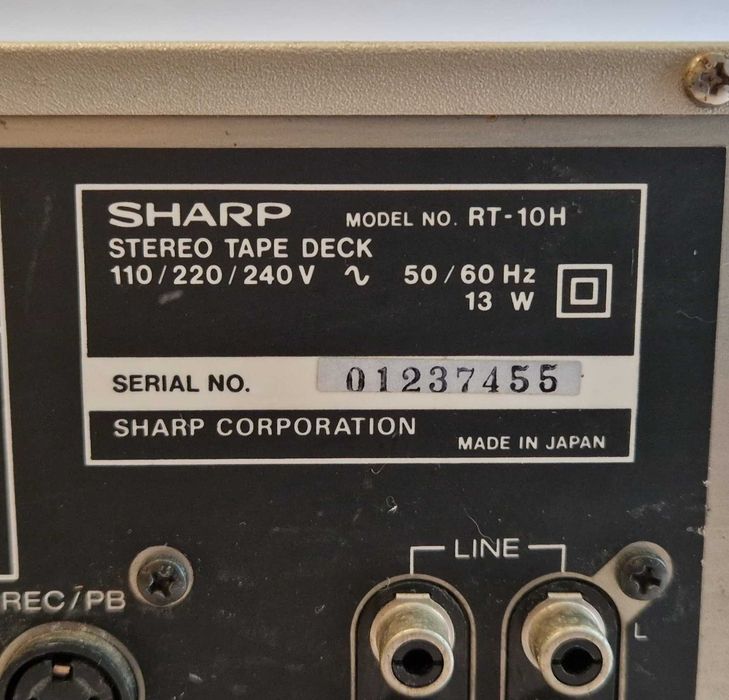 SHARP MODEL NO. RT-10H
STEREO TAPE DECK
110/220/240V ~ 50/60 Hz
13 W
SERIAL NO. 01237455
SHARP CORPORATION
MADE IN JAPAN
LINE
REC/PB
L